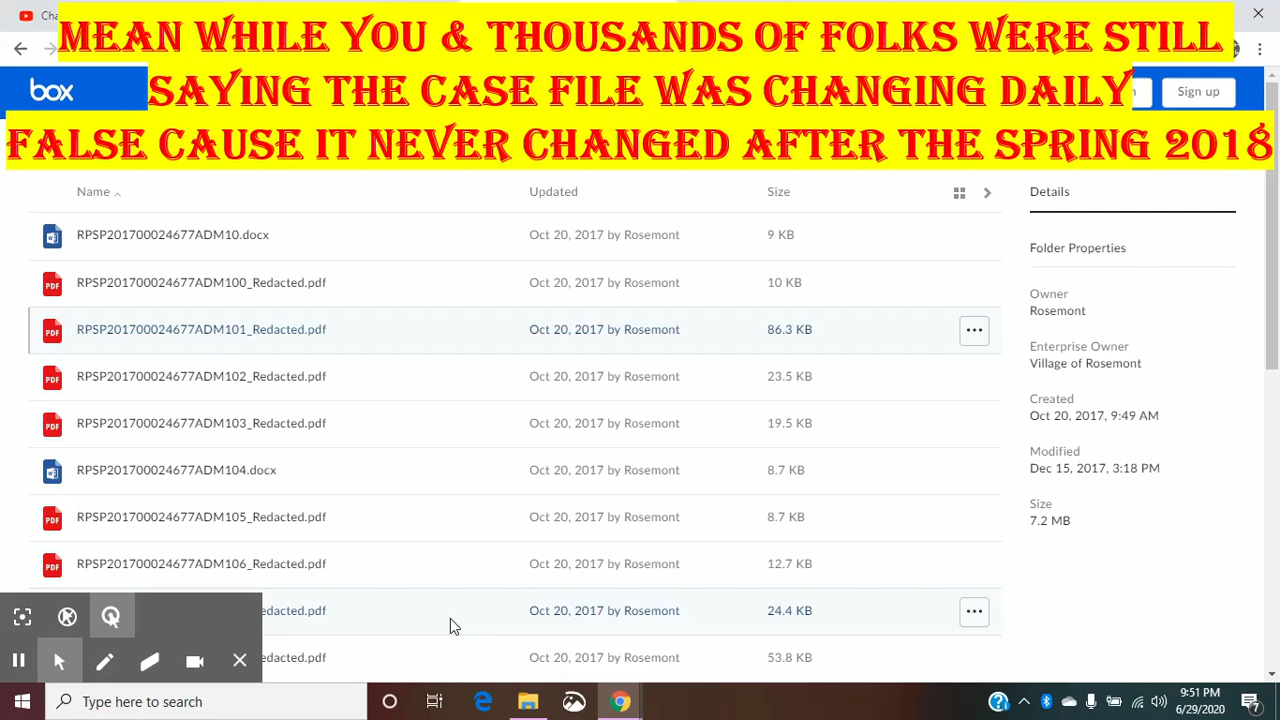 MEAN WHILE YOU & THOUSANDS OF FOLKS WERE STILL
SAYING THE CASE FILE WAS CHANGING DAILY
FALSE CAUSE IT NEVER CHANGED AFTER THE SPRING 2018
box
Sign up
Name Updated Size
Details
RPSP201700024677ADM10.docx Oct 20, 2017 by Rosemont 9 KB
RPSP201700024677ADM100_Redacted.pdf Oct 20, 2017 by Rosemont 10 KB
RPSP201700024677ADM101_Redacted.pdf Oct 20, 2017 by Rosemont 86.3 KB
RPSP201700024677ADM102_Redacted.pdf Oct 20, 2017 by Rosemont 23.5 KB
RPSP201700024677ADM103_Redacted.pdf Oct 20, 2017 by Rosemont 19.5 KB
RPSP201700024677ADM104.docx Oct 20, 2017 by Rosemont 8.7 KB
RPSP201700024677ADM105_Redacted.pdf Oct 20, 2017 by Rosemont 8.7 KB
RPSP201700024677ADM106_Redacted.pdf Oct 20, 2017 by Rosemont 12.7 KB
edacted.pdf Oct 20, 2017 by Rosemont 24.4 KB
edacted.pdf Oct 20, 2017 by Rosemont 53.8 KB
Folder Properties
Owner
Rosemont
Enterprise Owner
Village of Rosemont
Created
Oct 20, 2017, 9:49 AM
Modified
Dec 15, 2017, 3:18 PM
Size
7.2 MB
Type here to search
9:51 PM
6/29/2020
7